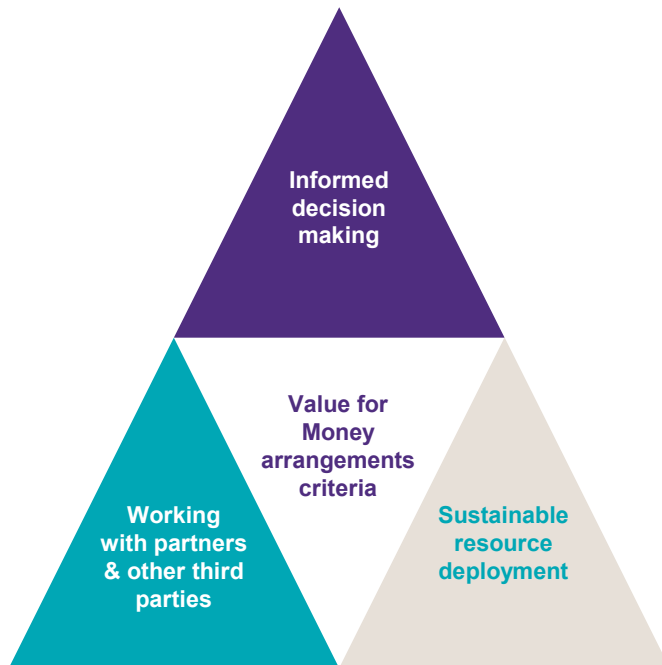 Informed
decision
making
Value for
Money
arrangements
criteria
Working
with partners
& other third
parties
Sustainable
resource
deployment